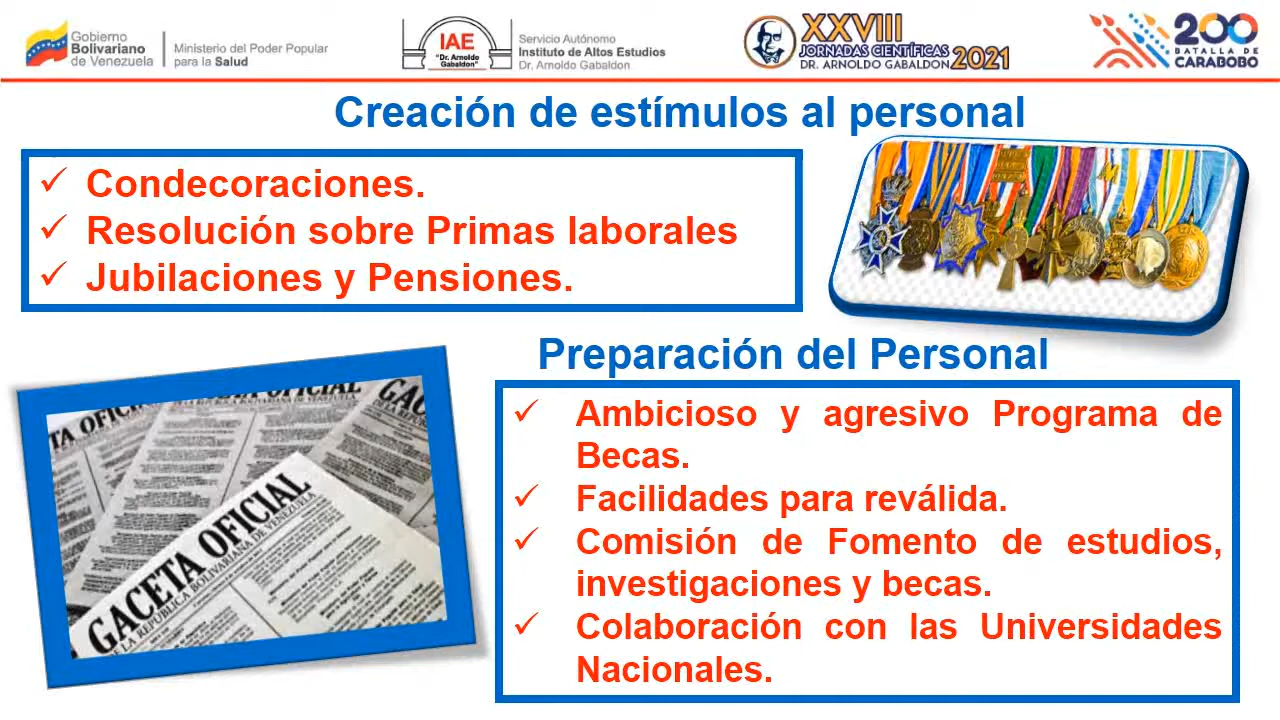 Gobierno
Bolivariano
de Venezuela
Ministerio del Poder Popular
para la Salud
IAE
"Dr. Arnoldo
Gabaldon"
Servicio Autónomo
Instituto de Altos Estudios
Dr. Arnoldo Gabaldon
XXVIII
JORNADAS CIENTÍFICAS
DR. ARNOLDO GABALDON
2021
200
BATALLA DE
CARABOBO
Creación de estímulos al personal
✓ Condecoraciones.
✓ Resolución sobre Primas laborales
✓ Jubilaciones y Pensiones.
Preparación del Personal
✓ Ambicioso y agresivo Programa de
Becas.
✓ Facilidades para reválida.
✓ Comisión de Fomento de estudios,
investigaciones y becas.
✓ Colaboración con las Universidades
Nacionales.
GACETA OFICIAL
DE LA REPÚBLICA BOLIVARIANA DE VENEZUELA